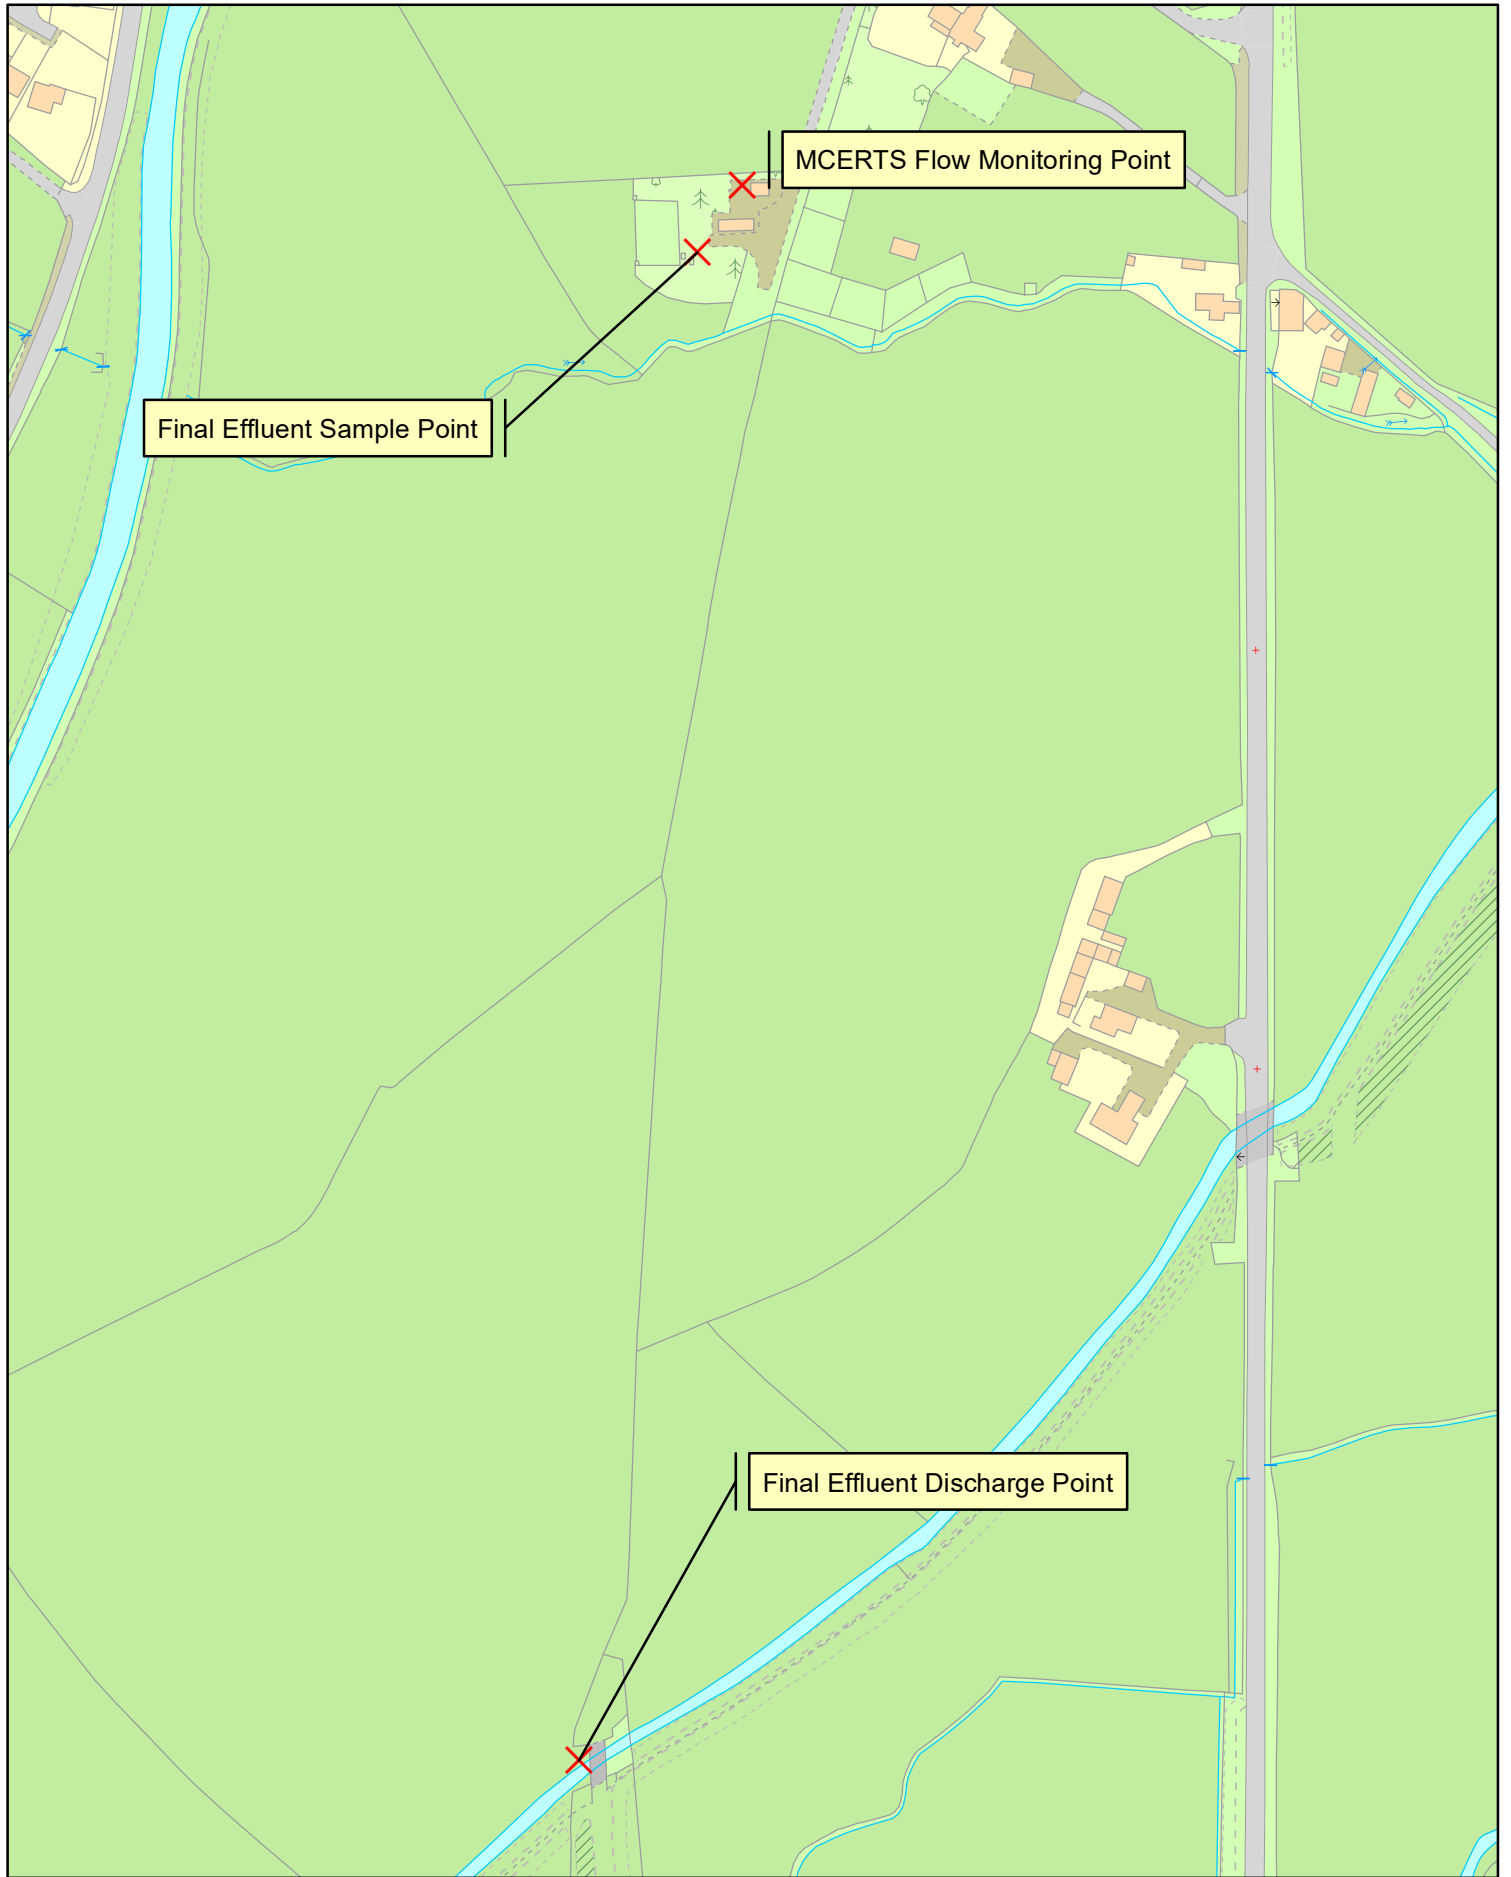 MCERTS Flow Monitoring Point
Final Effluent Sample Point
Final Effluent Discharge Point